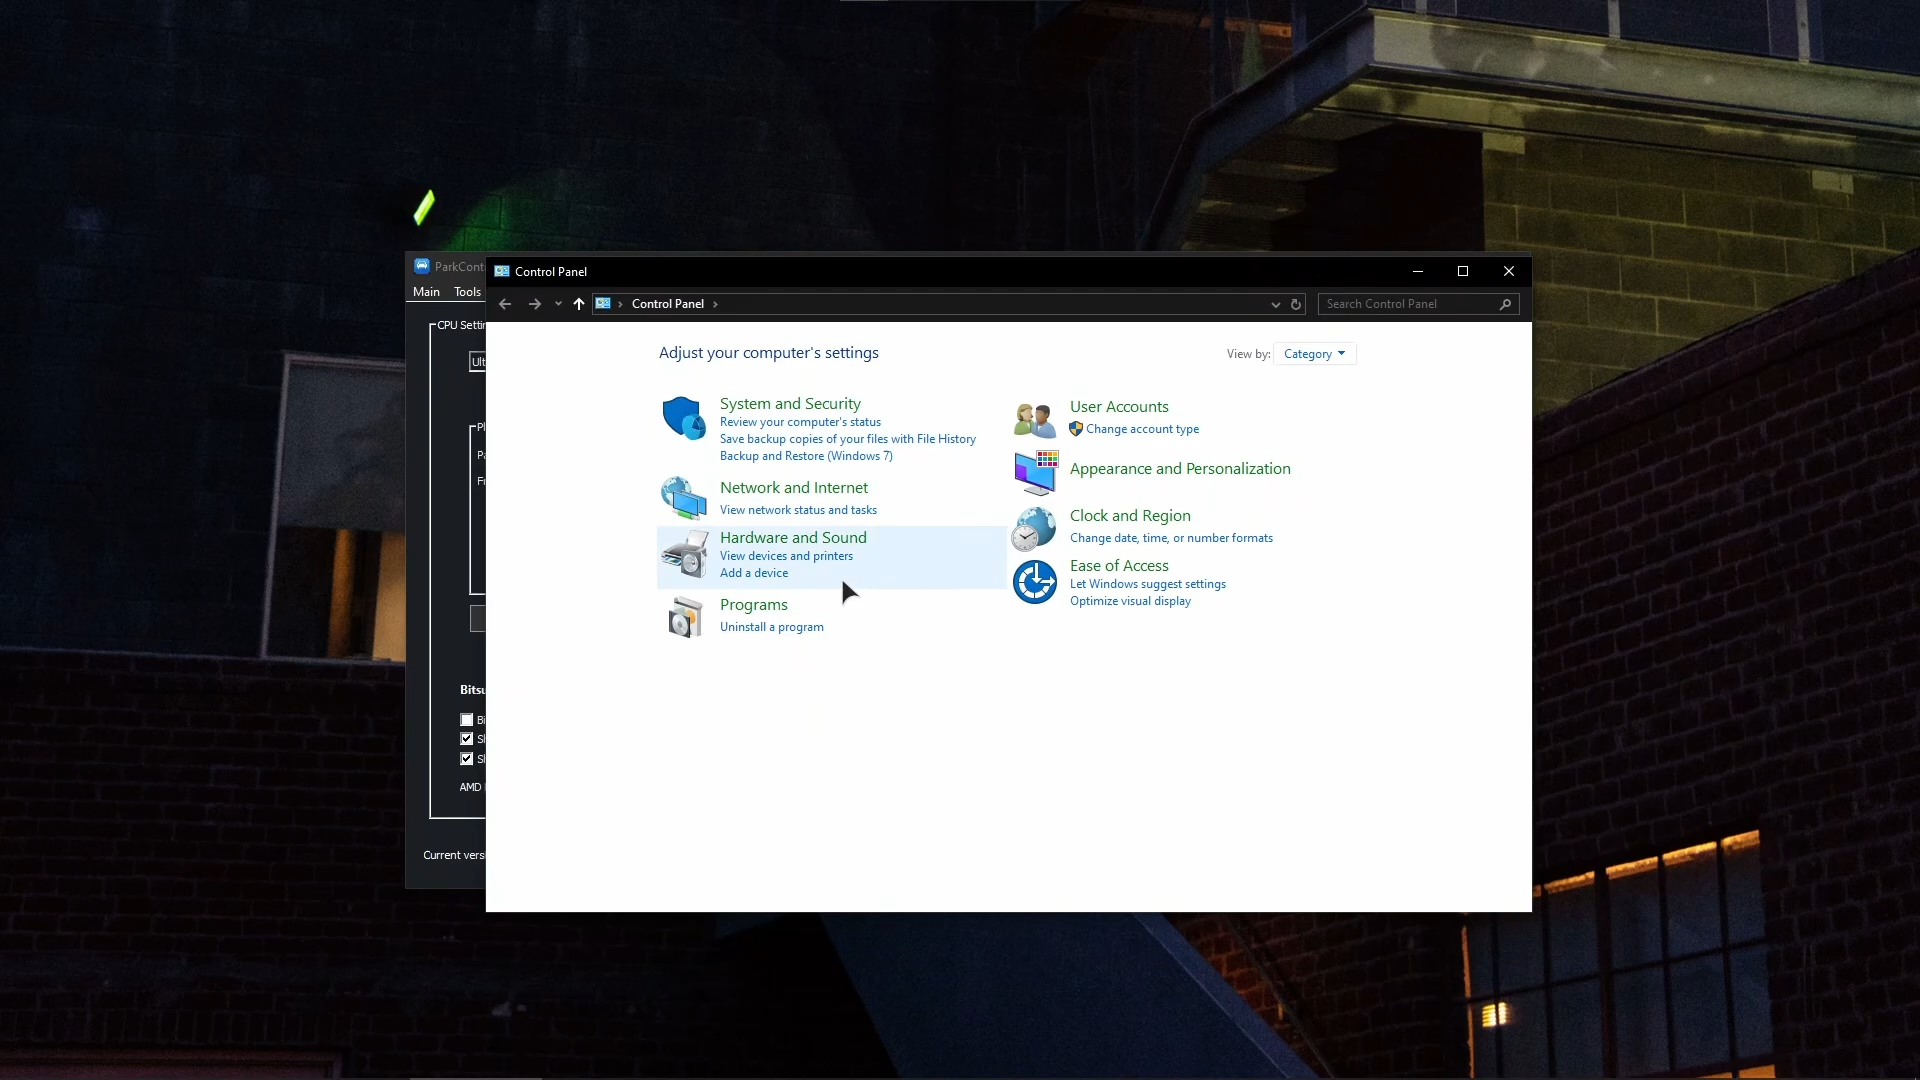 ParkCont
Main Tools
CPU Setti
Ult
Pa
Fr
Bitsu
AMD
Current versi
Control Panel
Control Panel
Search Control Panel
Adjust your computer's settings
View by: Category
System and Security
Review your computer's status
Save backup copies of your files with File History
Backup and Restore (Windows 7)
Network and Internet
View network status and tasks
Hardware and Sound
View devices and printers
Add a device
Programs
Uninstall a program
User Accounts
Change account type
Appearance and Personalization
Clock and Region
Change date, time, or number formats
Ease of Access
Let Windows suggest settings
Optimize visual display